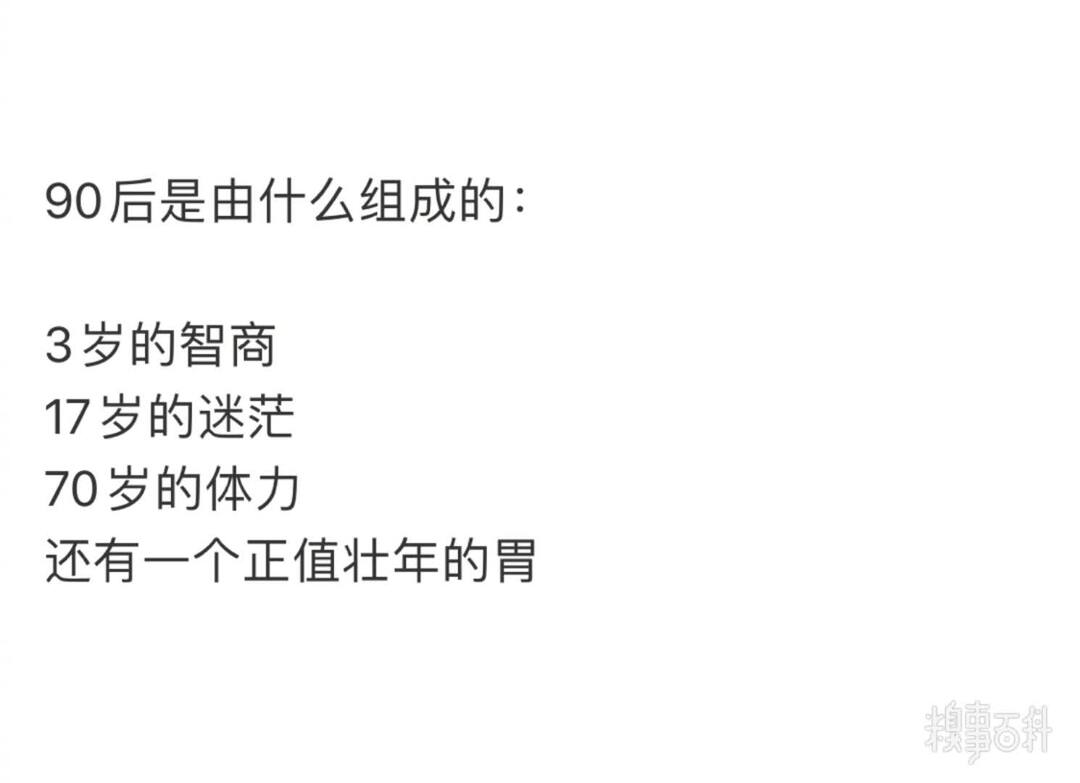 90后是由什么组成的：
3岁的智商
17岁的迷茫
70岁的体力
还有一个正值壮年的胃
糗事百科